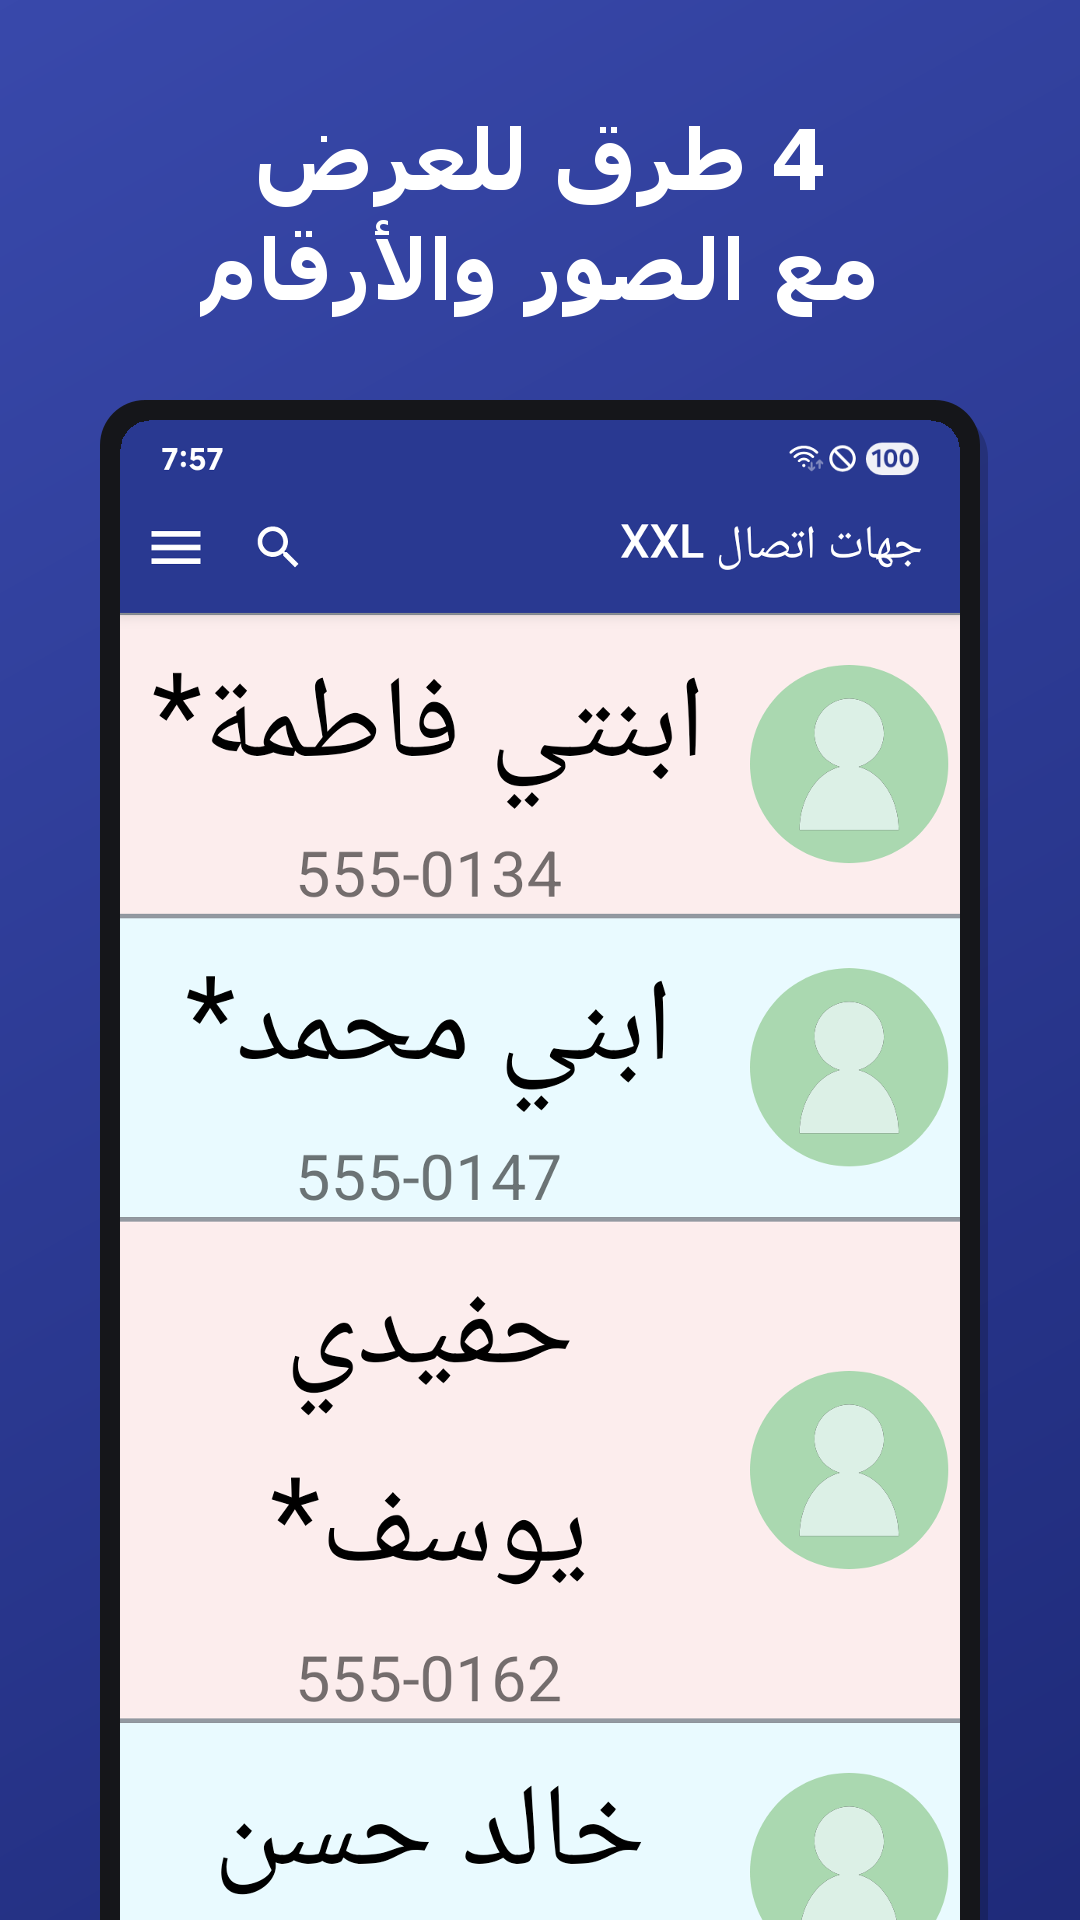 4 طرق للعرض
مع الصور والأرقام
7:57
100
جهات اتصال XXL
ابنتي فاطمة*
555-0134
ابني محمد*
555-0147
حفيدي
يوسف*
555-0162
خالد حسن